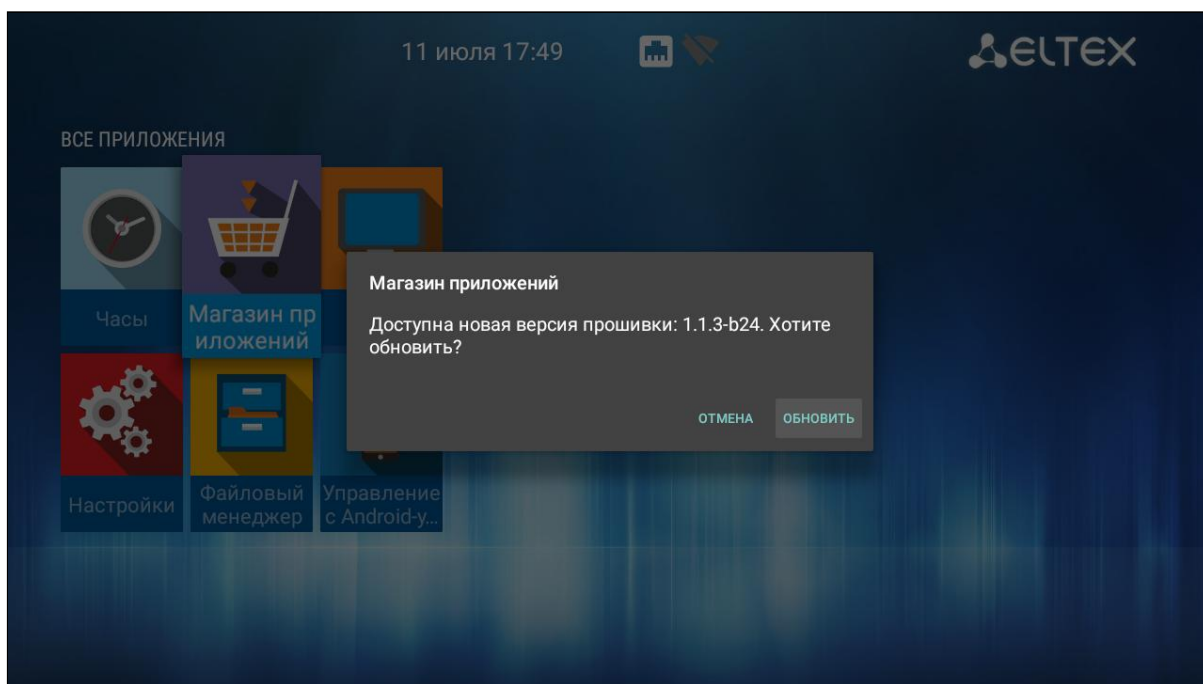 11 июля 17:49
ELTEX
ВСЕ ПРИЛОЖЕНИЯ
Часы
Магазин пр
иложений
Магазин приложений
Доступна новая версия прошивки: 1.1.3-b24. Хотите
обновить?
ОТМЕНА
ОБНОВИТЬ
Настройки
Файловый
менеджер
Управление
с Android-у...